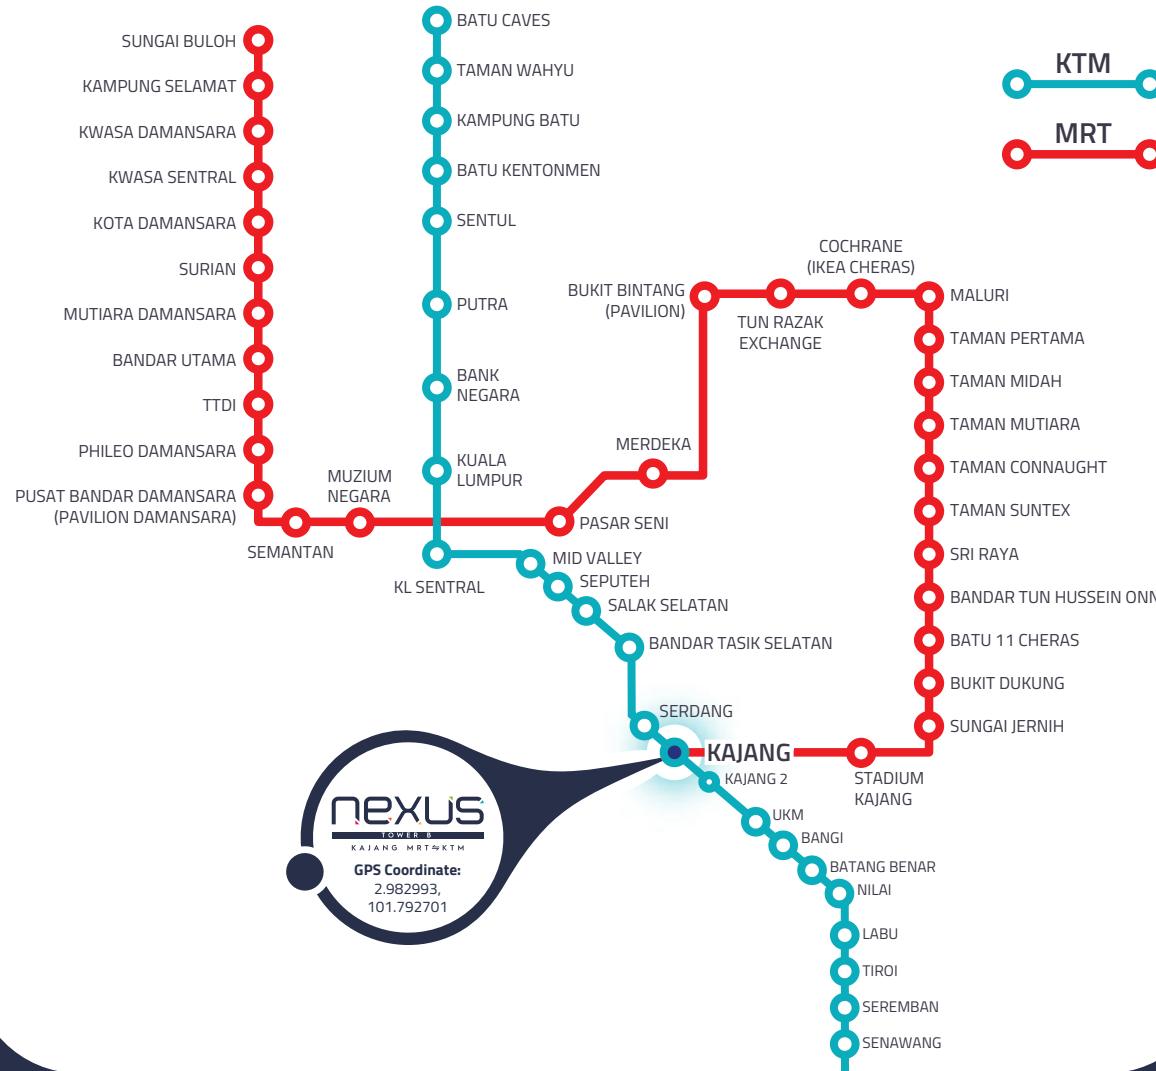 SUNGAI BULOH
KAMPUNG SELAMAT
KWASA DAMANSARA
KWASA SENTRAL
KOTA DAMANSARA
SURIAN
MUTIARA DAMANSARA
BANDAR UTAMA
TTDI
PHILEO DAMANSARA
PUSAT BANDAR DAMANSARA
(PAVILION DAMANSARA)
SEMANTAN
MUZIUM
NEGARA
BATU CAVES
TAMAN WAHYU
KAMPUNG BATU
BATU KENTONMEN
SENTUL
PUTRA
BANK
NEGARA
KUALA
LUMPUR
KL SENTRAL
MID VALLEY
SEPUTEH
SALAK SELATAN
BANDAR TASIK SELATAN
SERDANG
KAJANG
KAJANG 2
UKM
BANGI
BATANG BENAR
NILAI
LABU
TIROI
SEREMBAN
SENAWANG
PASAR SENI
MERDEKA
BUKIT BINTANG
(PAVILION)
TUN RAZAK
EXCHANGE
COCHRANE
(IKEA CHERAS)
MALURI
TAMAN PERTAMA
TAMAN MIDAH
TAMAN MUTIARA
TAMAN CONNAUGHT
TAMAN SUNTEX
SRI RAYA
BANDAR TUN HUSSEIN ONN
BATU 11 CHERAS
BUKIT DUKUNG
SUNGAI JERNIH
STADIUM
KAJANG
KTM
MRT
nexus
TOWER B
KAJANG MRT⇋KTM
GPS Coordinate:
2.982993,
101.792701